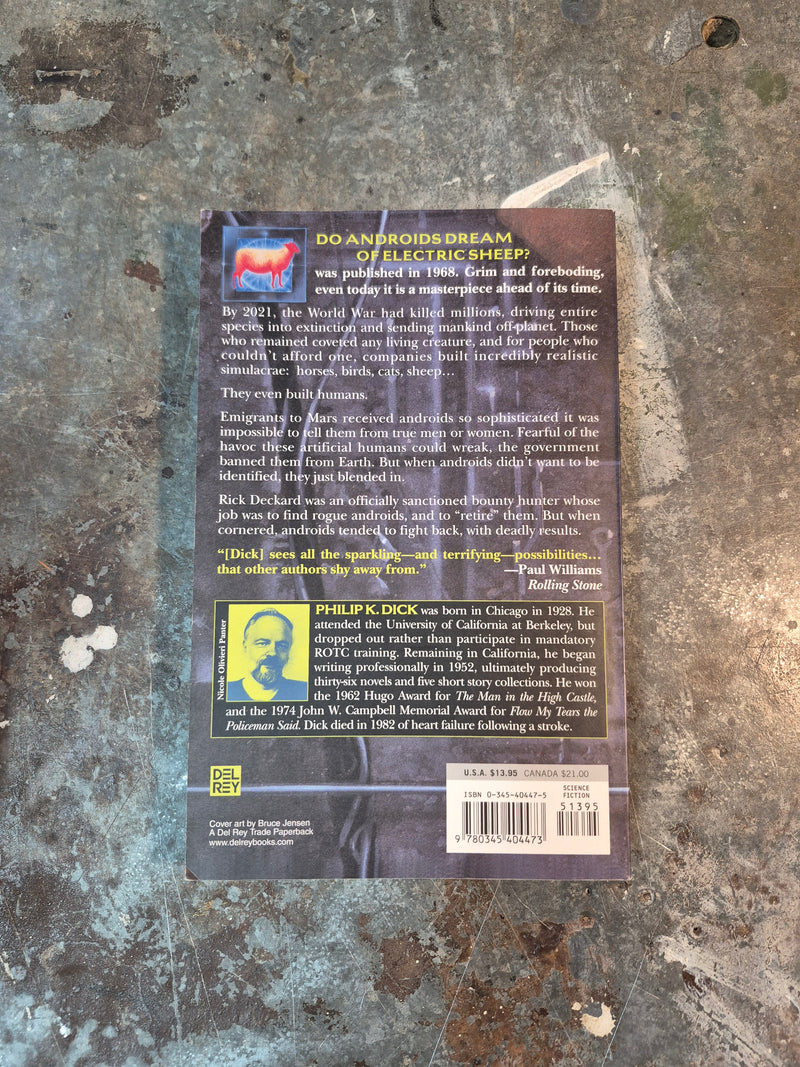 DO ANDROIDS DREAM
OF ELECTRIC SHEEP?
was published in 1968. Grim and foreboding,
even today it is a masterpiece ahead of its time.
By 2021, the World War had killed millions, driving entire
species into extinction and sending mankind off-planet. Those
who remained coveted any living creature, and for people who
couldn't afford one, companies built incredibly realistic
simulacrae: horses, birds, cats, sheep…
They even built humans.
Emigrants to Mars received androids so sophisticated it was
impossible to tell them from true men or women. Fearful of the
havoc these artificial humans could wreak, the government
banned them from Earth. But when androids didn't want to be
identified, they just blended in.
Rick Deckard was an officially sanctioned bounty hunter whose
job was to find rogue androids, and to “retire” them. But when
cornered, androids tended to fight back, with deadly results.
“[Dick] sees all the sparkling—and terrifying—possibilities…
that other authors shy away from.” —Paul Williams
Rolling Stone
Nicole Olivieri Panter
PHILIP K. DICK was born in Chicago in 1928. He
attended the University of California at Berkeley, but
dropped out rather than participate in mandatory
ROTC training. Remaining in California, he began
writing professionally in 1952, ultimately producing
thirty-six novels and five short story collections. He won
the 1962 Hugo Award for The Man in the High Castle,
and the 1974 John W. Campbell Memorial Award for Flow My Tears the
Policeman Said. Dick died in 1982 of heart failure following a stroke.
DEL
REY
Cover art by Bruce Jensen
A Del Rey Trade Paperback
www.delreybooks.com
U.S.A. $13.95 CANADA $21.00
ISBN 0-345-40447-5
SCIENCE
FICTION
51395
9 780345 404473